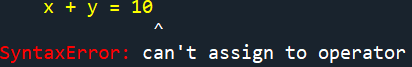 x + y = 10
^
SyntaxError: can't assign to operator